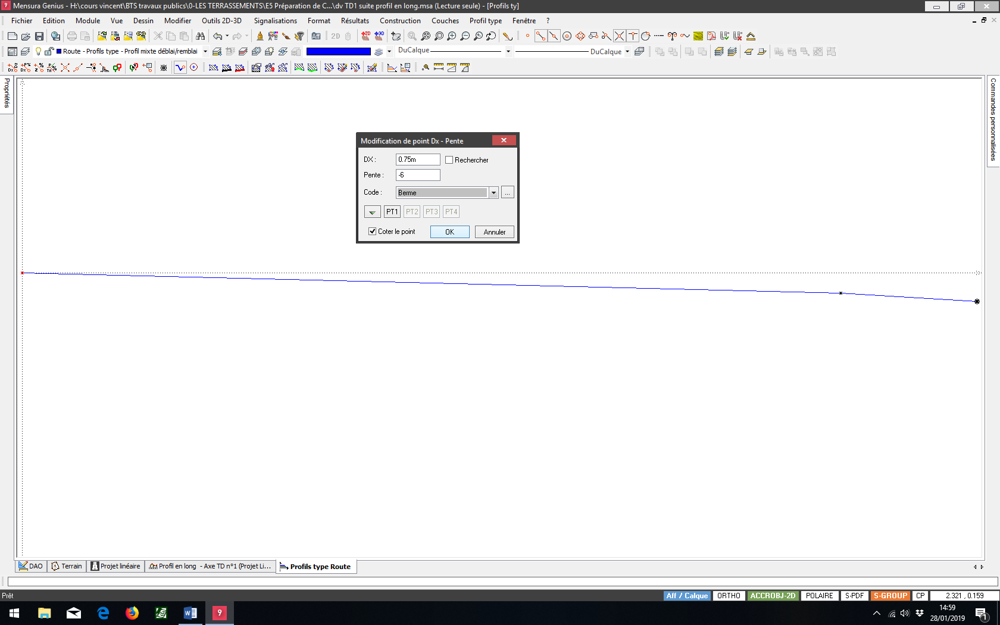 9 Mensura Genius - H:\cours vincent\BTS travaux publics\0-LES TERRASSEMENTS\E5 Préparation de C...\dv TD1 suite profil en long.msa (Lecture seule) - [Profils ty]
Fichier Edition Module Vue Dessin Modifier Outils 2D-3D Signalisations Format Résultats Construction Couches Profil type Fenêtre ?
Aff 2D
Route - Profils type - Profil mixte déblai/remblai DuCalque DuCalque
Propriétés
Commandes personnalisées
Modification de point Dx - Pente
DX : 0.75m Rechercher
Pente : -6
Code : Berme ...
PT1 PT2 PT3 PT4
Coter le point OK Annuler
DAO Terrain Projet linéaire Profil en long - Axe TD n°1 (Projet Li... Profils type Route
Prêt Aff / Calque ORTHO ACCROBJ-2D POLAIRE S-PDF S-GROUP CP 2.321 , 0.159
9 14:59
28/01/2019 1